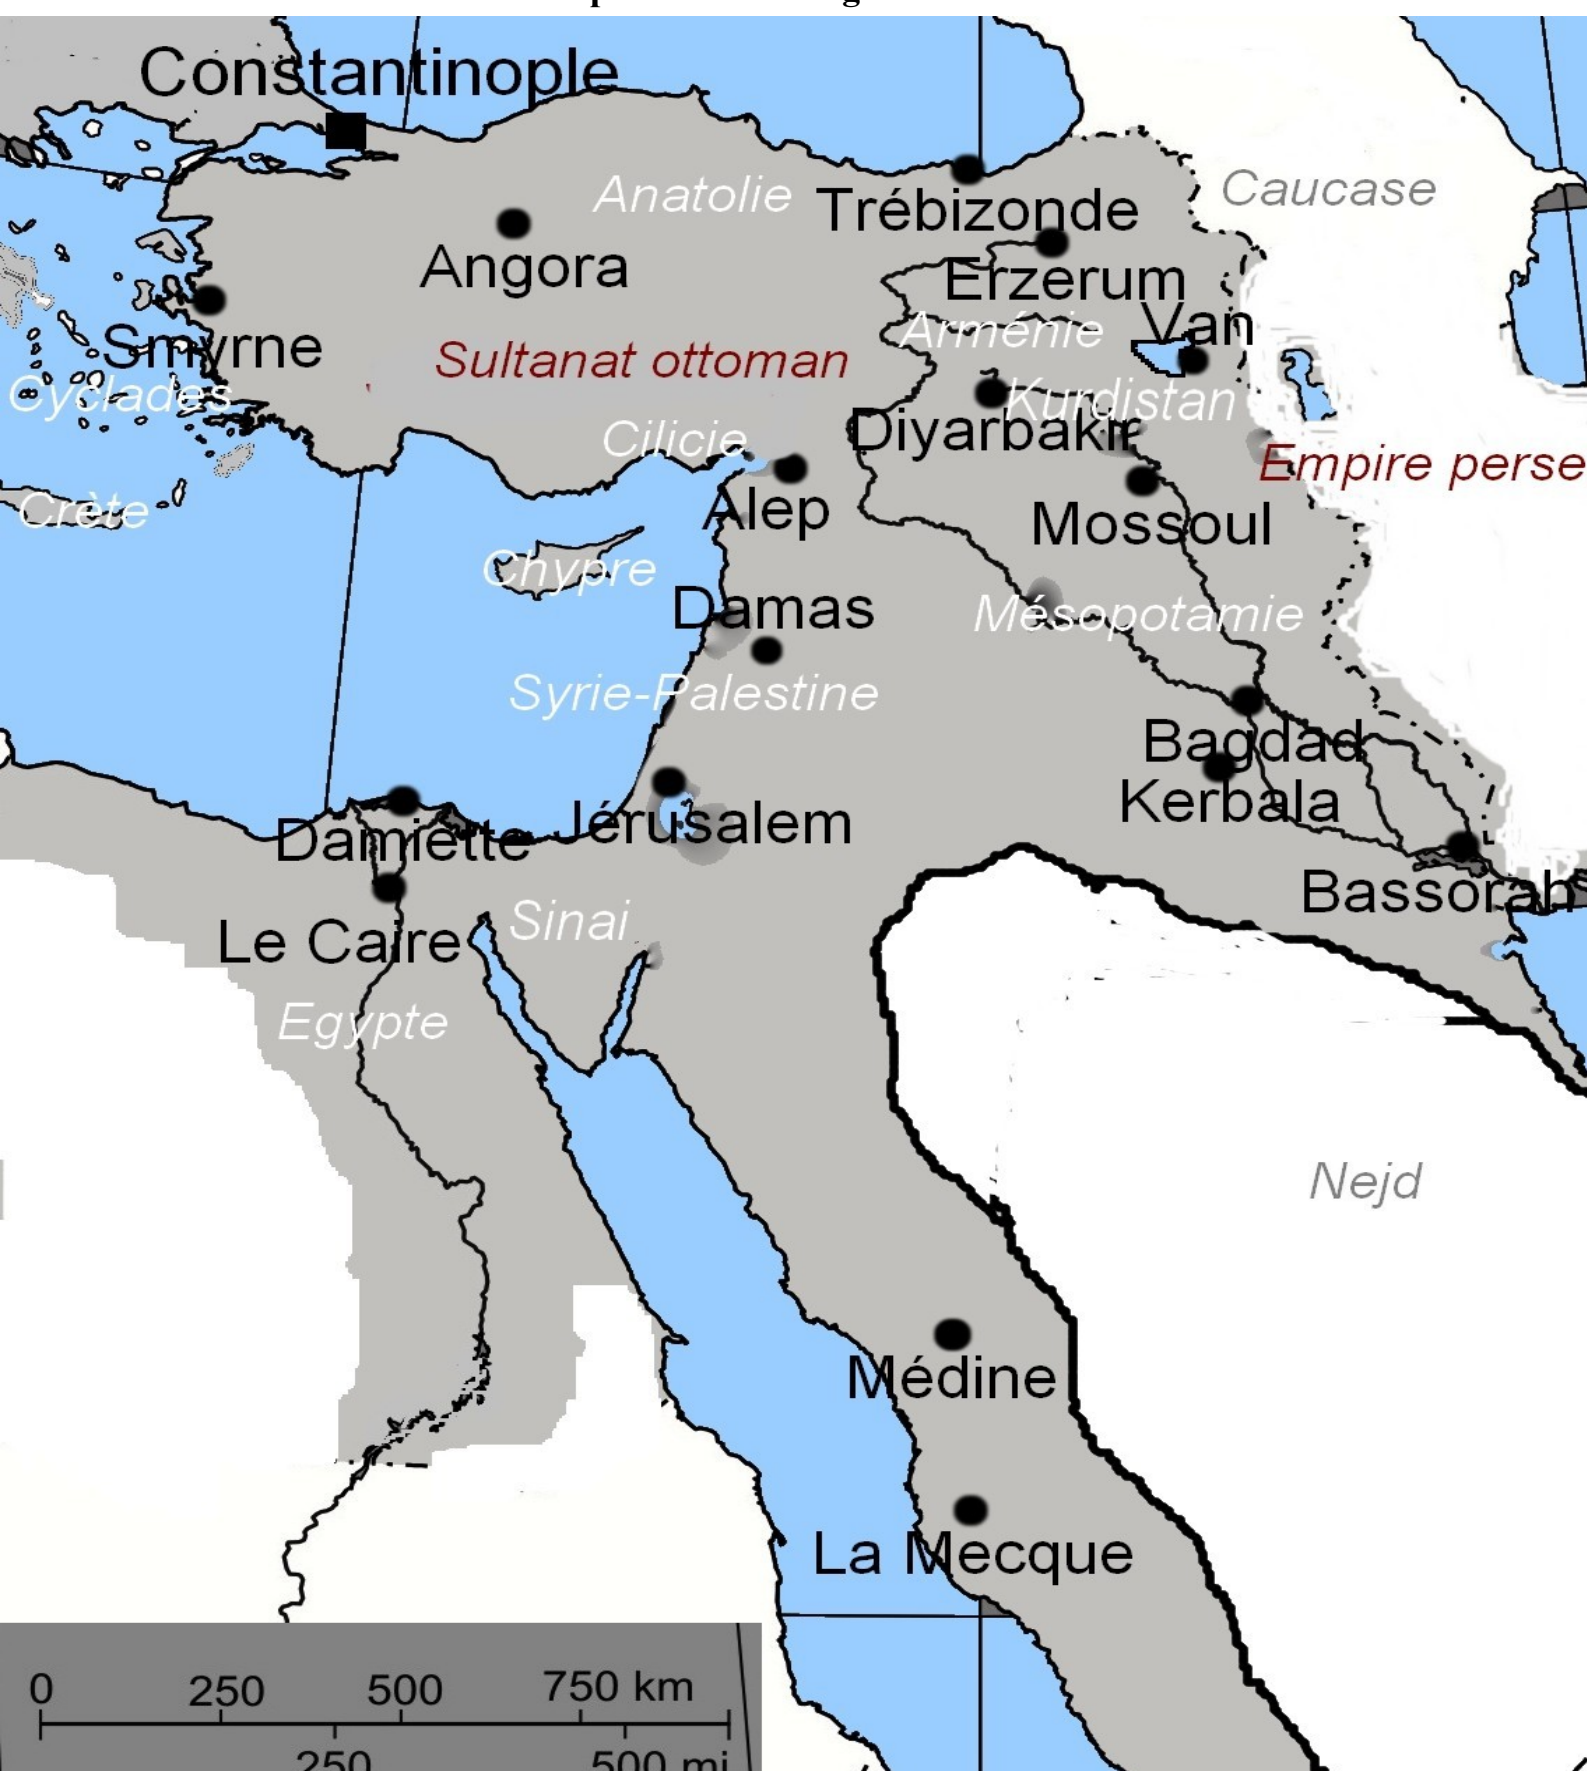 Constantinople
Anatolie
Caucase
Trébizonde
Angora
Erzerum
Arménie
Van
Smyrne
Sultanat ottoman
Cyclades
Kurdistan
Diyarbakir
Cilicie
Empire perse
Crète
Alep
Mossoul
Chypre
Damas
Mésopotamie
Syrie-Palestine
Bagdad
Kerbala
Damiette
Jérusalem
Bassorah
Sinai
Le Caire
Egypte
Nejd
Médine
La Mecque
0 250 500 750 km
250 500 mi